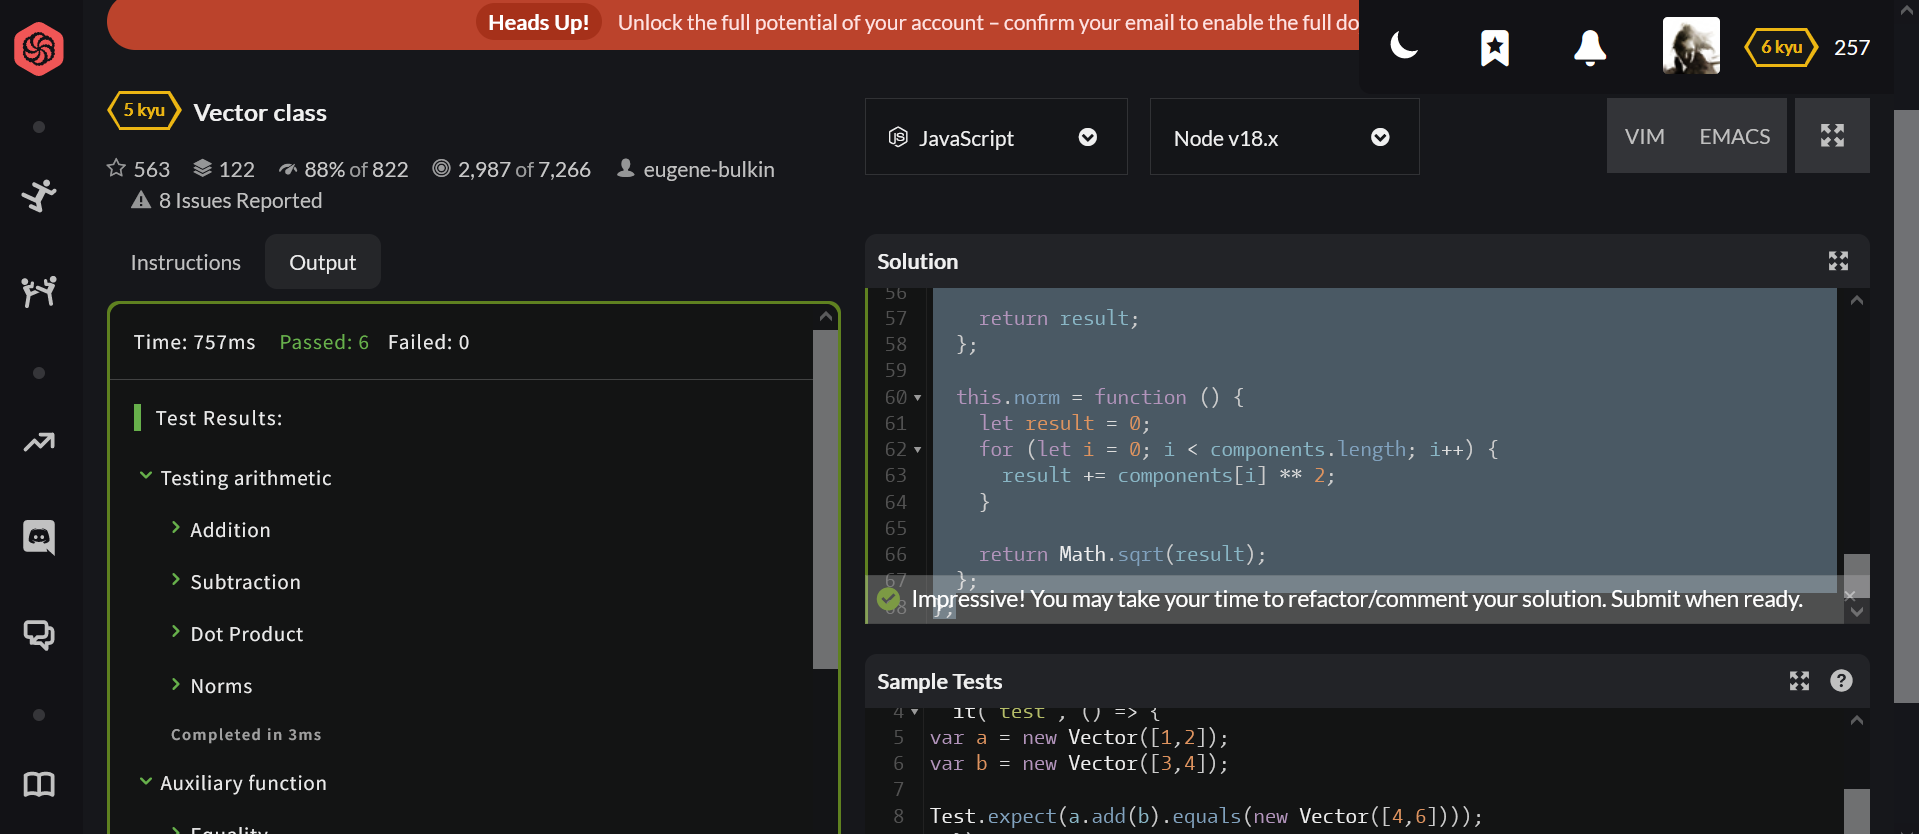 Heads Up! Unlock the full potential of your account – confirm your email to enable the full do
6 kyu 257
5 kyu Vector class
563 122 88% of 822 2,987 of 7,266 eugene-bulkin
8 Issues Reported
JavaScript
Node v18.x
VIM EMACS
Instructions Output
Time: 757ms Passed: 6 Failed: 0
Test Results:
Testing arithmetic
Addition
Subtraction
Dot Product
Norms
Completed in 3ms
Auxiliary function
Equality
Solution
56
57 return result;
58 };
59
60 this.norm = function () {
61 let result = 0;
62 for (let i = 0; i < components.length; i++) {
63 result += components[i] ** 2;
64 }
65
66 return Math.sqrt(result);
67 };
68 };
Impressive! You may take your time to refactor/comment your solution. Submit when ready.
Sample Tests
4 it("test", () => {
5 var a = new Vector([1,2]);
6 var b = new Vector([3,4]);
7
8 Test.expect(a.add(b).equals(new Vector([4,6])));